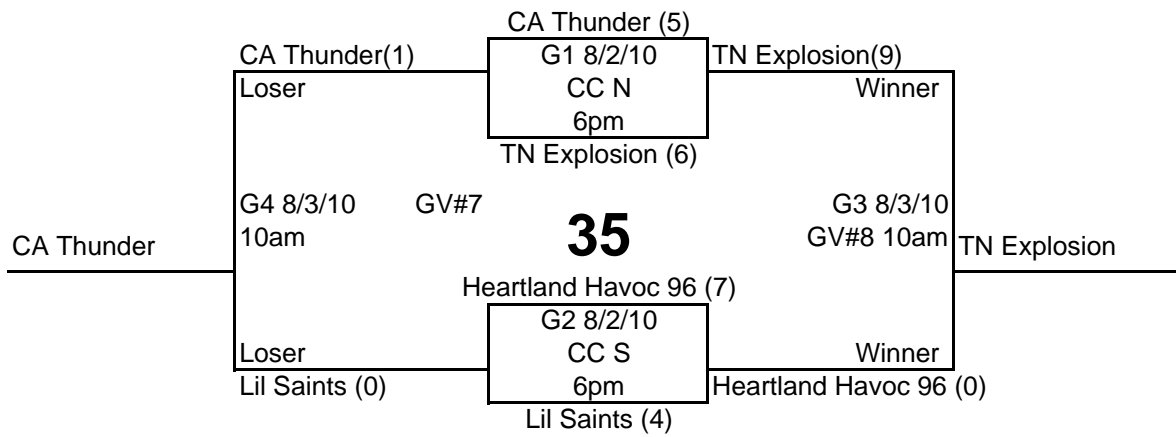 CA Thunder (5)
CA Thunder(1)
G1 8/2/10
TN Explosion(9)
Loser
CC N
Winner
6pm
TN Explosion (6)
G4 8/3/10
GV#7
35
G3 8/3/10
CA Thunder
10am
GV#8 10am
TN Explosion
Heartland Havoc 96 (7)
G2 8/2/10
Loser
CC S
Winner
Lil Saints (0)
6pm
Heartland Havoc 96 (0)
Lil Saints (4)